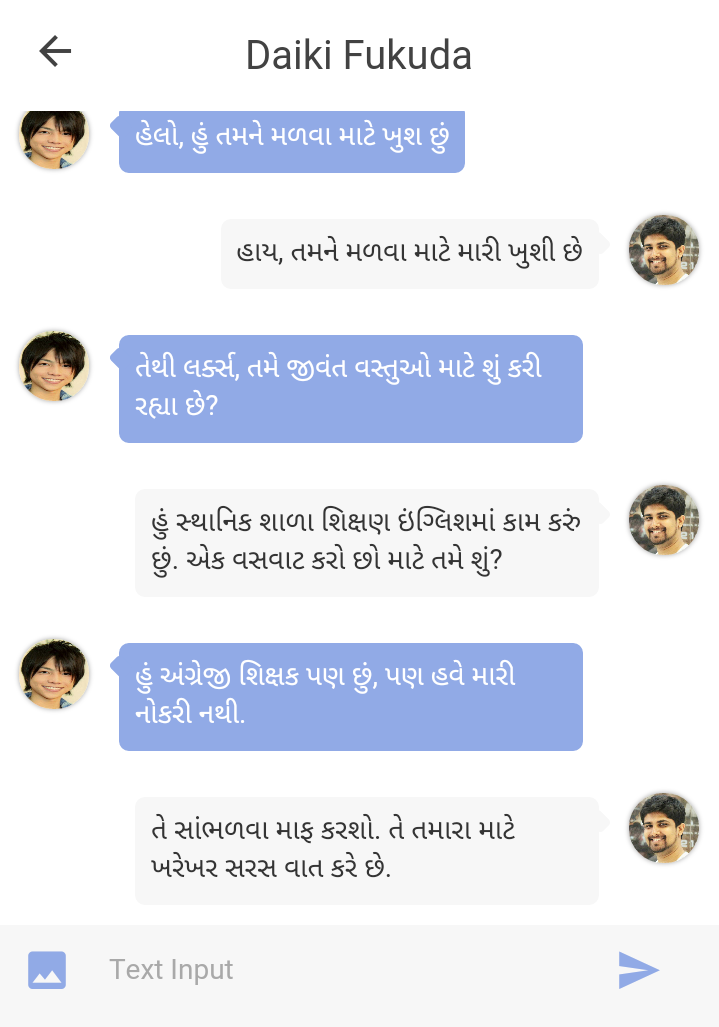 Daiki Fukuda
હેલો, હું તમને મળવા માટે ખુશ છું
હાય, તમને મળવા માટે મારી ખુશી છે
તેથી લર્ક્સ, તમે જીવંત વસ્તુઓ માટે શું કરી
રહ્યા છે?
હું સ્થાનિક શાળા શિક્ષણ ઇંગ્લિશમાં કામ કરું
છું. એક વસવાટ કરો છો માટે તમે શું?
હું અંગ્રેજી શિક્ષક પણ છું, પણ હવે મારી
નોકરી નથી.
તે સાંભળવા માફ કરશો. તે તમારા માટે
ખરેખર સરસ વાત કરે છે.
Text Input